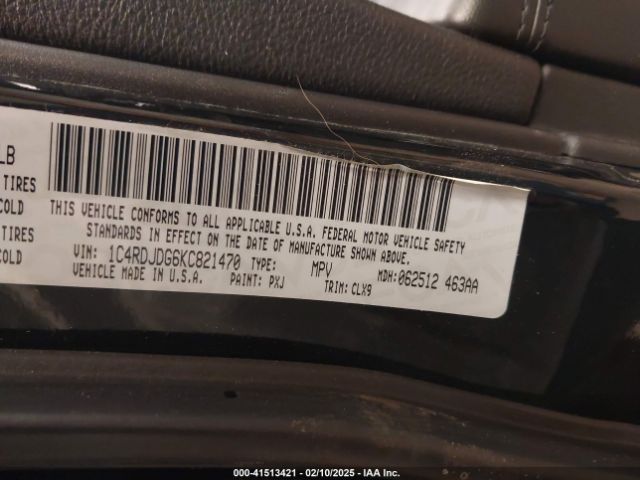 LB
TIRES
COLD
TIRES
COLD
THIS VEHICLE CONFORMS TO ALL APPLICABLE U.S.A. FEDERAL MOTOR VEHICLE SAFETY
STANDARDS IN EFFECT ON THE DATE OF MANUFACTURE SHOWN ABOVE.
VIN: 1C4RDJDG6KC821470 TYPE: MPV MDH: 062512 463AA
VEHICLE MADE IN U.S.A. PAINT: PXJ TRIM: CLX9
000-41513421 - 02/10/2025 - IAA Inc.